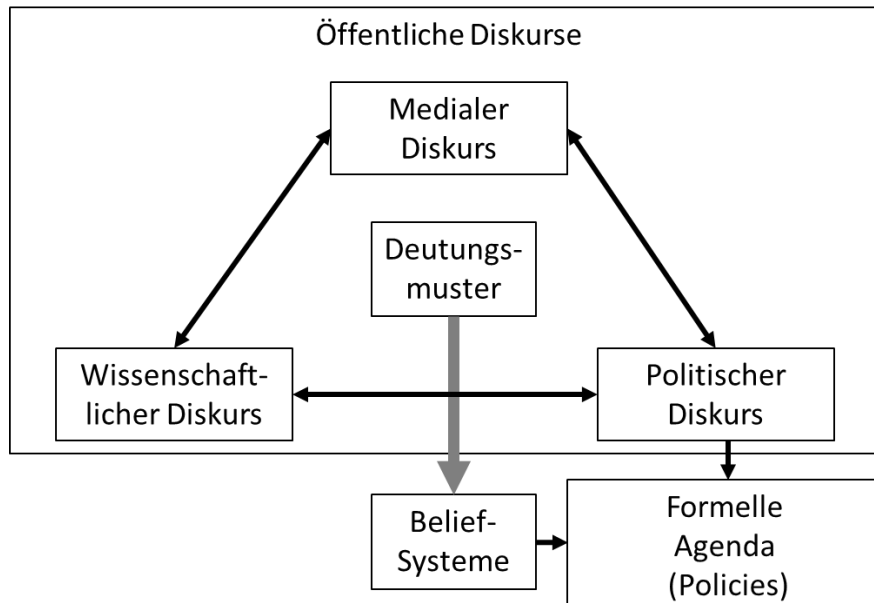 Öffentliche Diskurse
Medialer
Diskurs
Deutungs-
muster
Wissenschaft-
licher Diskurs
Politischer
Diskurs
Belief-
Systeme
Formelle
Agenda
(Policies)